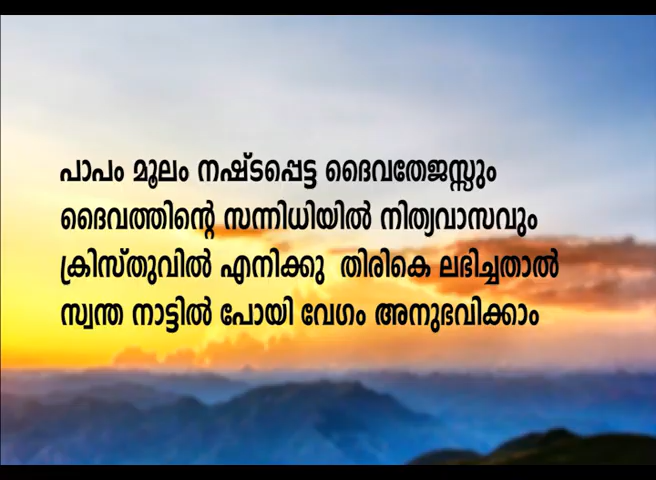 പാപം മൂലം നഷ്ടപ്പെട്ട ദൈവതേജസ്സും
ദൈവത്തിന്റെ സന്നിധിയിൽ നിത്യവാസവും
ക്രിസ്തുവിൽ എനിക്കു തിരികെ ലഭിച്ചതാൽ
സ്വന്ത നാട്ടിൽ പോയി വേഗം അനുഭവിക്കാം